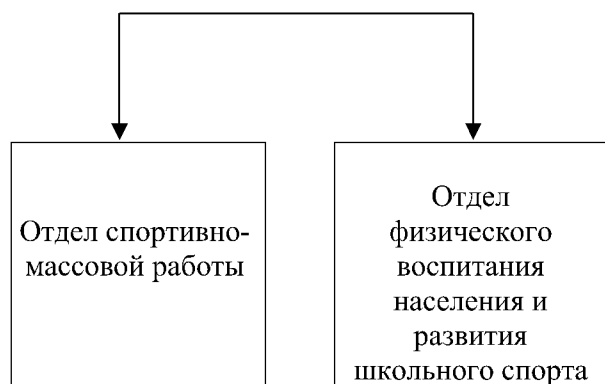 Отдел спортивно-
массовой работы
Отдел
физического
воспитания
населения и
развития
школьного спорта